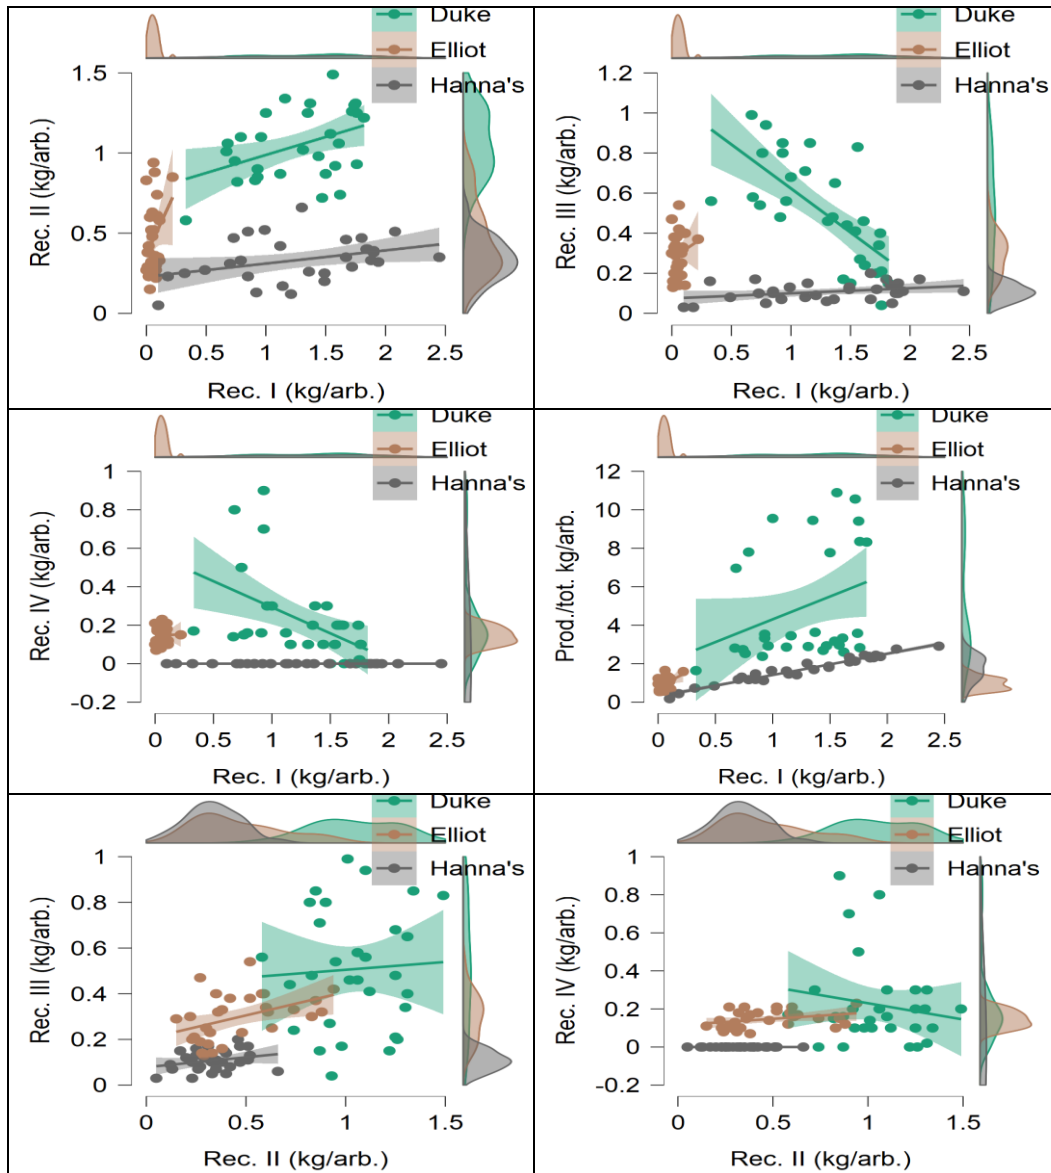 Duke
Elliot
Hanna's
Rec. II (kg/arb.)
1.5
1
0.5
0
0 0.5 1 1.5 2 2.5
Rec. I (kg/arb.)
Duke
Elliot
Hanna's
Rec. III (kg/arb.)
1.2
1
0.8
0.6
0.4
0.2
0
0 0.5 1 1.5 2 2.5
Rec. I (kg/arb.)
Duke
Elliot
Hanna's
Rec. IV (kg/arb.)
1
0.8
0.6
0.4
0.2
0
-0.2
0 0.5 1 1.5 2 2.5
Rec. I (kg/arb.)
Duke
Elliot
Hanna's
Prod./tot. kg/arb.
12
10
8
6
4
2
0
0 0.5 1 1.5 2 2.5
Rec. I (kg/arb.)
Duke
Elliot
Hanna's
Rec. III (kg/arb.)
1
0.8
0.6
0.4
0.2
0
0 0.5 1 1.5
Rec. II (kg/arb.)
Duke
Elliot
Hanna's
Rec. IV (kg/arb.)
1
0.8
0.6
0.4
0.2
0
-0.2
0 0.5 1 1.5
Rec. II (kg/arb.)